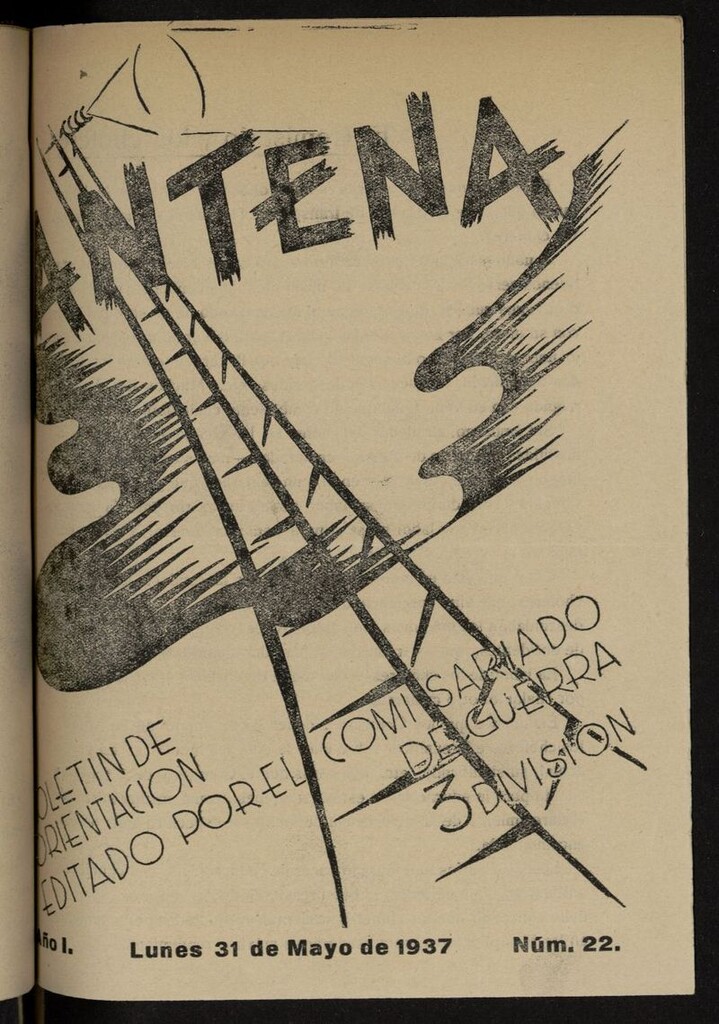 ANTENA
OLETIN DE
ORIENTACION
EDITADO POR EL COMISARIADO
DE GUERRA
3 DIVISION
Año I. Lunes 31 de Mayo de 1937 Núm. 22.